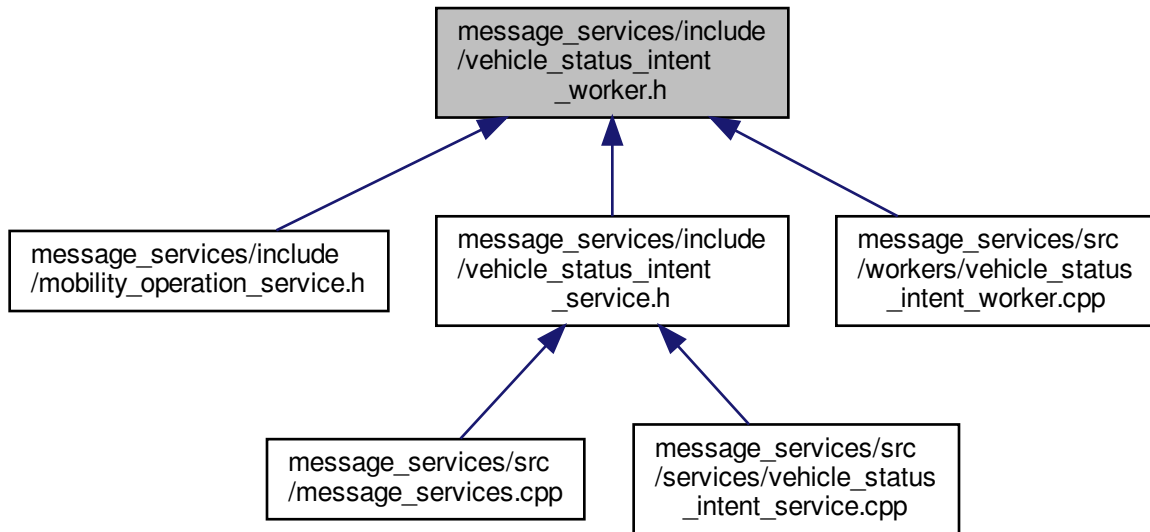 message_services/include
/vehicle_status_intent
_worker.h
message_services/include
/mobility_operation_service.h
message_services/include
/vehicle_status_intent
_service.h
message_services/src
/workers/vehicle_status
_intent_worker.cpp
message_services/src
/message_services.cpp
message_services/src
/services/vehicle_status
_intent_service.cpp